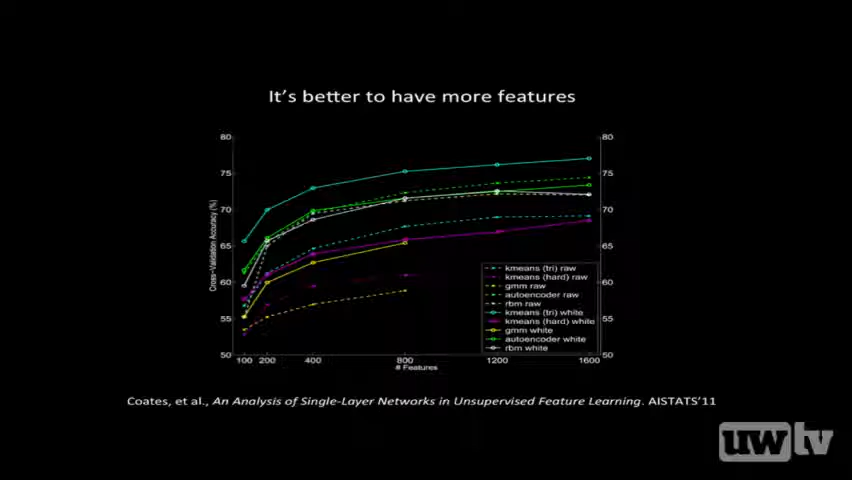 It's better to have more features
80
75
70
65
60
55
50
80
75
70
65
60
55
50
Cross-Validation Accuracy (%)
kmeans (tri) raw
kmeans (hard) raw
gmm raw
autoencoder raw
rbm raw
kmeans (tri) white
kmeans (hard) white
gmm white
autoencoder white
rbm white
100 200 400 800 1200 1600
# Features
Coates, et al., An Analysis of Single-Layer Networks in Unsupervised Feature Learning. AISTATS'11
uwtv